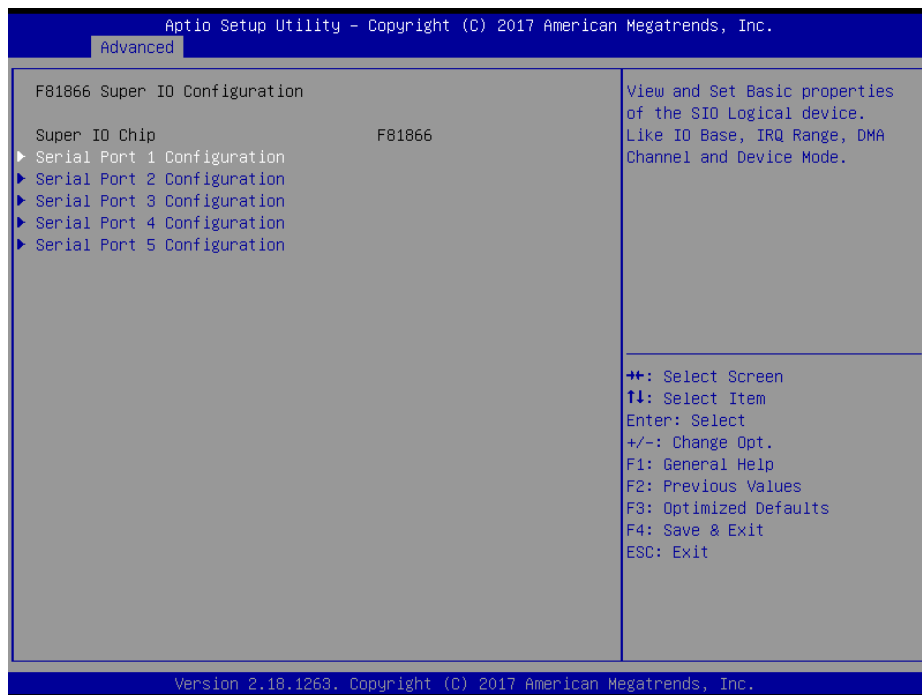 Aptio Setup Utility – Copyright (C) 2017 American Megatrends, Inc.
Advanced
F81866 Super IO Configuration
Super IO Chip F81866
Serial Port 1 Configuration
Serial Port 2 Configuration
Serial Port 3 Configuration
Serial Port 4 Configuration
Serial Port 5 Configuration
View and Set Basic properties
of the SIO Logical device.
Like IO Base, IRQ Range, DMA
Channel and Device Mode.
→←: Select Screen
↑↓: Select Item
Enter: Select
+/-: Change Opt.
F1: General Help
F2: Previous Values
F3: Optimized Defaults
F4: Save & Exit
ESC: Exit
Version 2.18.1263. Copyright (C) 2017 American Megatrends, Inc.